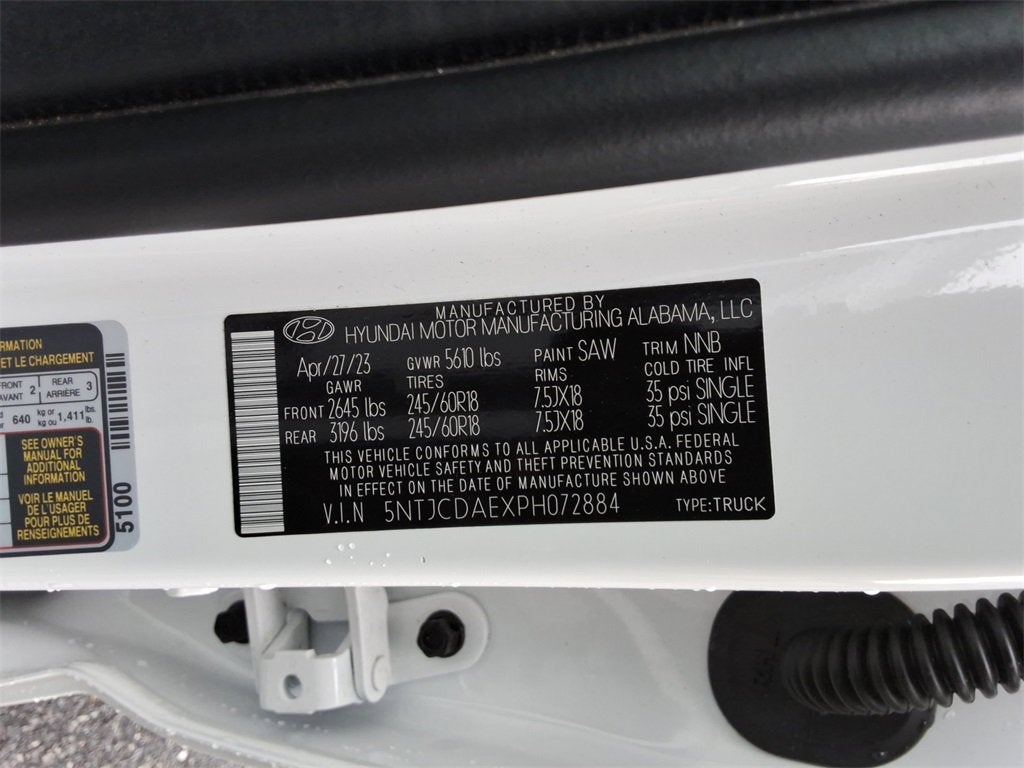 ORMATION
ET LE CHARGEMENT
FRONT 2 REAR 3
AVANT ARRIÈRE
640 kg or 1,411 lbs.
kg ou lb.
SEE OWNER'S
MANUAL FOR
ADDITIONAL
INFORMATION
VOIR LE MANUEL
DE L'USAGER
POUR PLUS DE
RENSEIGNEMENTS
5100
MANUFACTURED BY
HYUNDAI MOTOR MANUFACTURING ALABAMA, LLC
Apr/27/23 GVWR 5610 lbs PAINT SAW TRIM NNB
GAWR TIRES RIMS COLD TIRE INFL
FRONT 2645 lbs 245/60R18 7.5JX18 35 psi SINGLE
REAR 3196 lbs 245/60R18 7.5JX18 35 psi SINGLE
THIS VEHICLE CONFORMS TO ALL APPLICABLE U.S.A. FEDERAL
MOTOR VEHICLE SAFETY AND THEFT PREVENTION STANDARDS
IN EFFECT ON THE DATE OF MANUFACTURE SHOWN ABOVE
V.I.N 5NTJCDAEXPH072884 TYPE:TRUCK